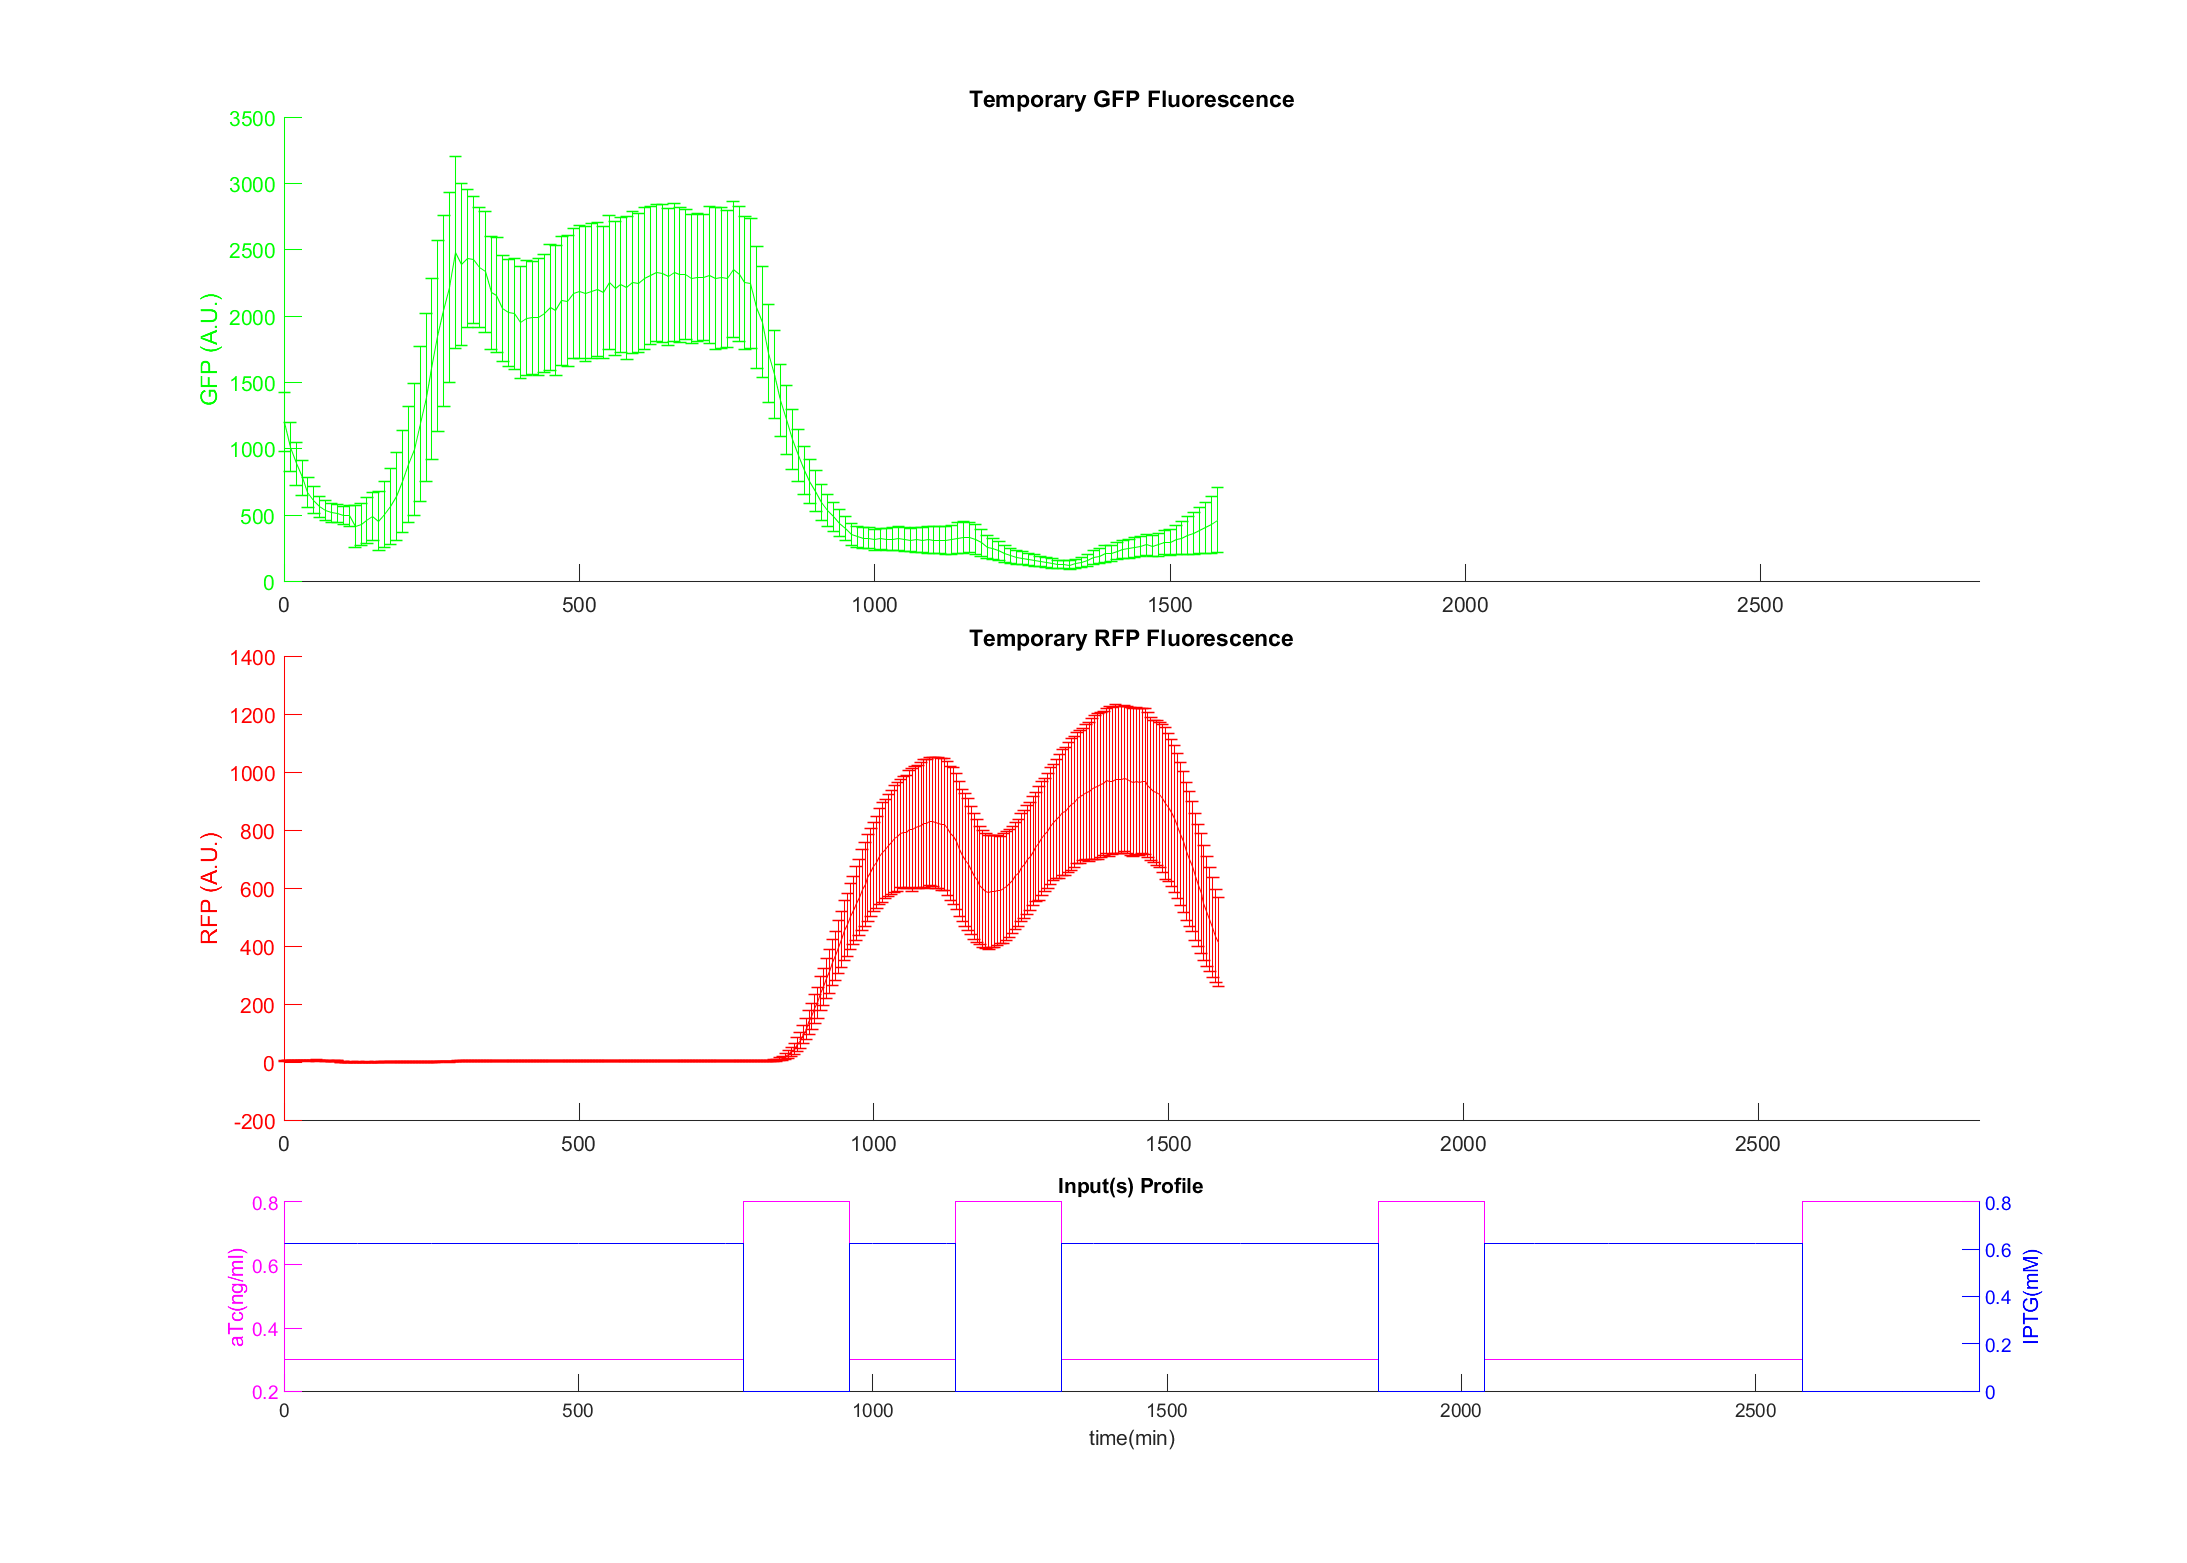 Temporary GFP Fluorescence
3500
3000
2500
2000
1500
1000
500
0
GFP (A.U.)
0 500 1000 1500 2000 2500
Temporary RFP Fluorescence
1400
1200
1000
800
600
400
200
0
-200
RFP (A.U.)
0 500 1000 1500 2000 2500
Input(s) Profile
0.8
0.6
0.4
0.2
aTc(ng/ml)
0.8
0.6
0.4
0.2
0
IPTG(mM)
0 500 1000 1500 2000 2500
time(min)